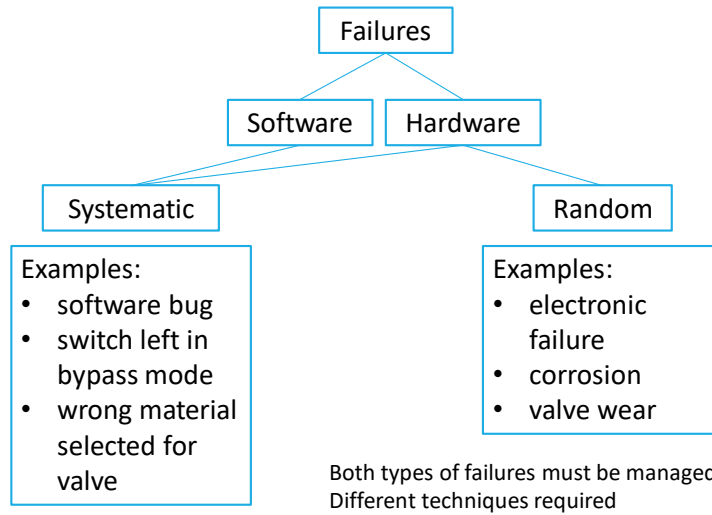 Failures
Software
Hardware
Systematic
Random
Examples:
• software bug
• switch left in
bypass mode
• wrong material
selected for
valve
Examples:
• electronic
failure
• corrosion
• valve wear
Both types of failures must be managed
Different techniques required